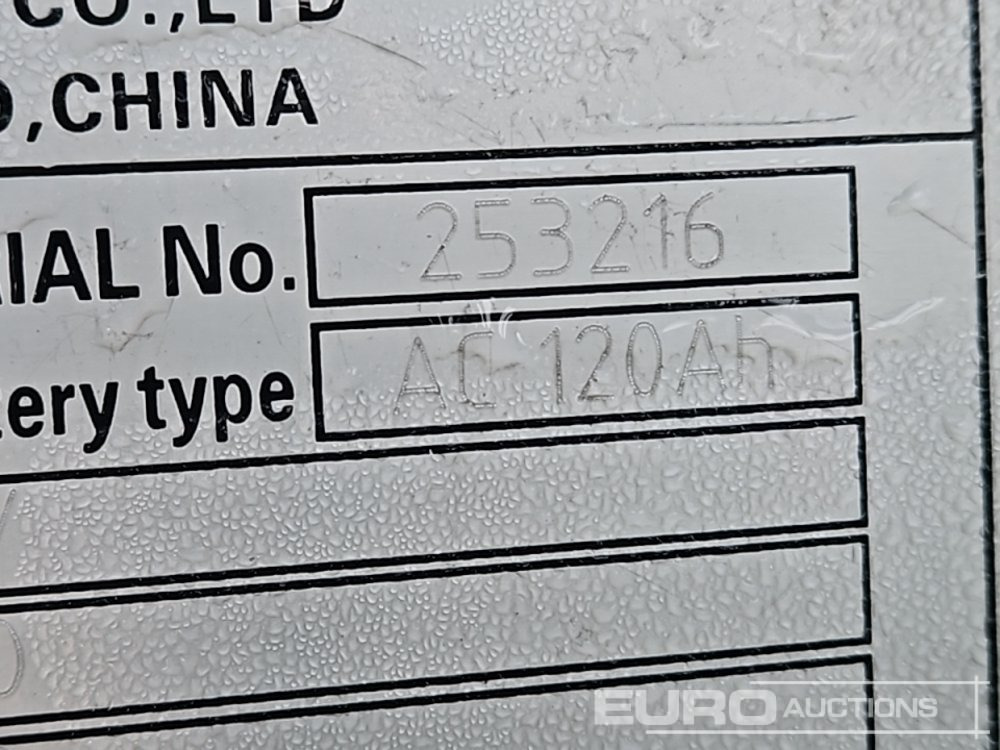 CO.,LTD
,CHINA
IAL No. 253216
ery type AC 120Ah
EURO AUCTIONS